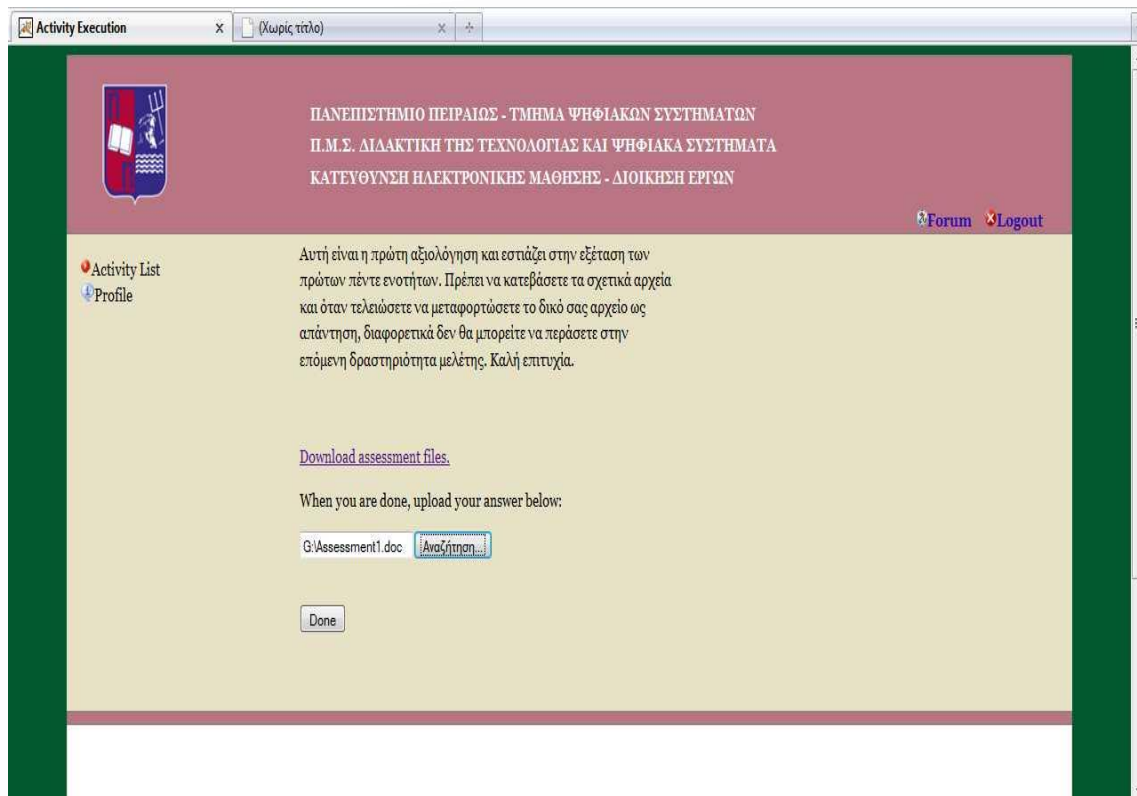 Activity Execution x (Χωρίς τίτλο) x
ΠΑΝΕΠΙΣΤΗΜΙΟ ΠΕΙΡΑΙΩΣ - ΤΜΗΜΑ ΨΗΦΙΑΚΩΝ ΣΥΣΤΗΜΑΤΩΝ
Π.Μ.Σ. ΔΙΔΑΚΤΙΚΗ ΤΗΣ ΤΕΧΝΟΛΟΓΙΑΣ ΚΑΙ ΨΗΦΙΑΚΑ ΣΥΣΤΗΜΑΤΑ
ΚΑΤΕΥΘΥΝΣΗ ΗΛΕΚΤΡΟΝΙΚΗΣ ΜΑΘΗΣΗΣ - ΔΙΟΙΚΗΣΗ ΕΡΓΩΝ
Forum Logout
Activity List
Profile
Αυτή είναι η πρώτη αξιολόγηση και εστιάζει στην εξέταση των
πρώτων πέντε ενοτήτων. Πρέπει να κατεβάσετε τα σχετικά αρχεία
και όταν τελειώσετε να μεταφορτώσετε το δικό σας αρχείο ως
απάντηση, διαφορετικά δεν θα μπορείτε να περάσετε στην
επόμενη δραστηριότητα μελέτης. Καλή επιτυχία.
Download assessment files.
When you are done, upload your answer below:
G:\Assessment1.doc Αναζήτηση...
Done